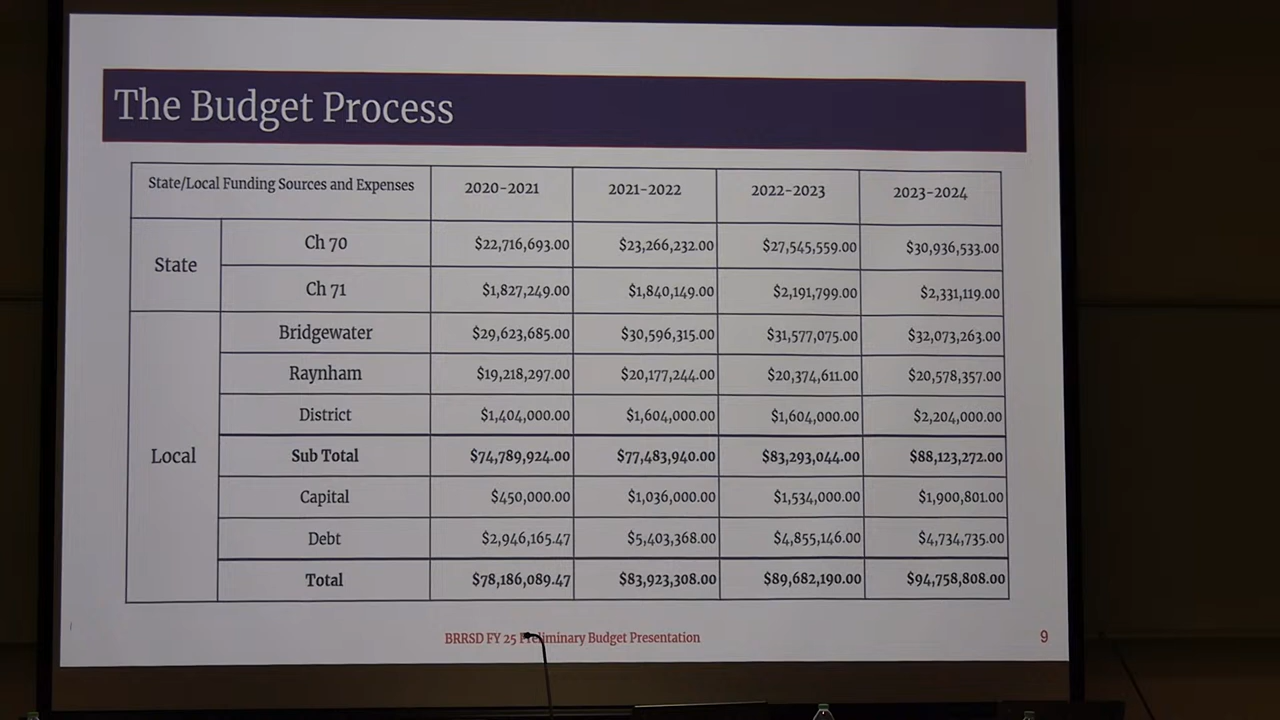 The Budget Process
State/Local Funding Sources and Expenses 2020-2021 2021-2022 2022-2023 2023-2024
State
Ch 70 $22,716,693.00 $23,266,232.00 $27,545,559.00 $30,936,533.00
Ch 71 $1,827,249.00 $1,840,149.00 $2,191,799.00 $2,331,119.00
Local
Bridgewater $29,623,685.00 $30,596,315.00 $31,577,075.00 $32,073,263.00
Raynham $19,218,297.00 $20,177,244.00 $20,374,611.00 $20,578,357.00
District $1,404,000.00 $1,604,000.00 $1,604,000.00 $2,204,000.00
Sub Total $74,789,924.00 $77,483,940.00 $83,293,044.00 $88,123,272.00
Capital $450,000.00 $1,036,000.00 $1,534,000.00 $1,900,801.00
Debt $2,946,165.47 $5,403,368.00 $4,855,146.00 $4,734,735.00
Total $78,186,089.47 $83,923,308.00 $89,682,190.00 $94,758,808.00
BRRSD FY 25 Preliminary Budget Presentation 9